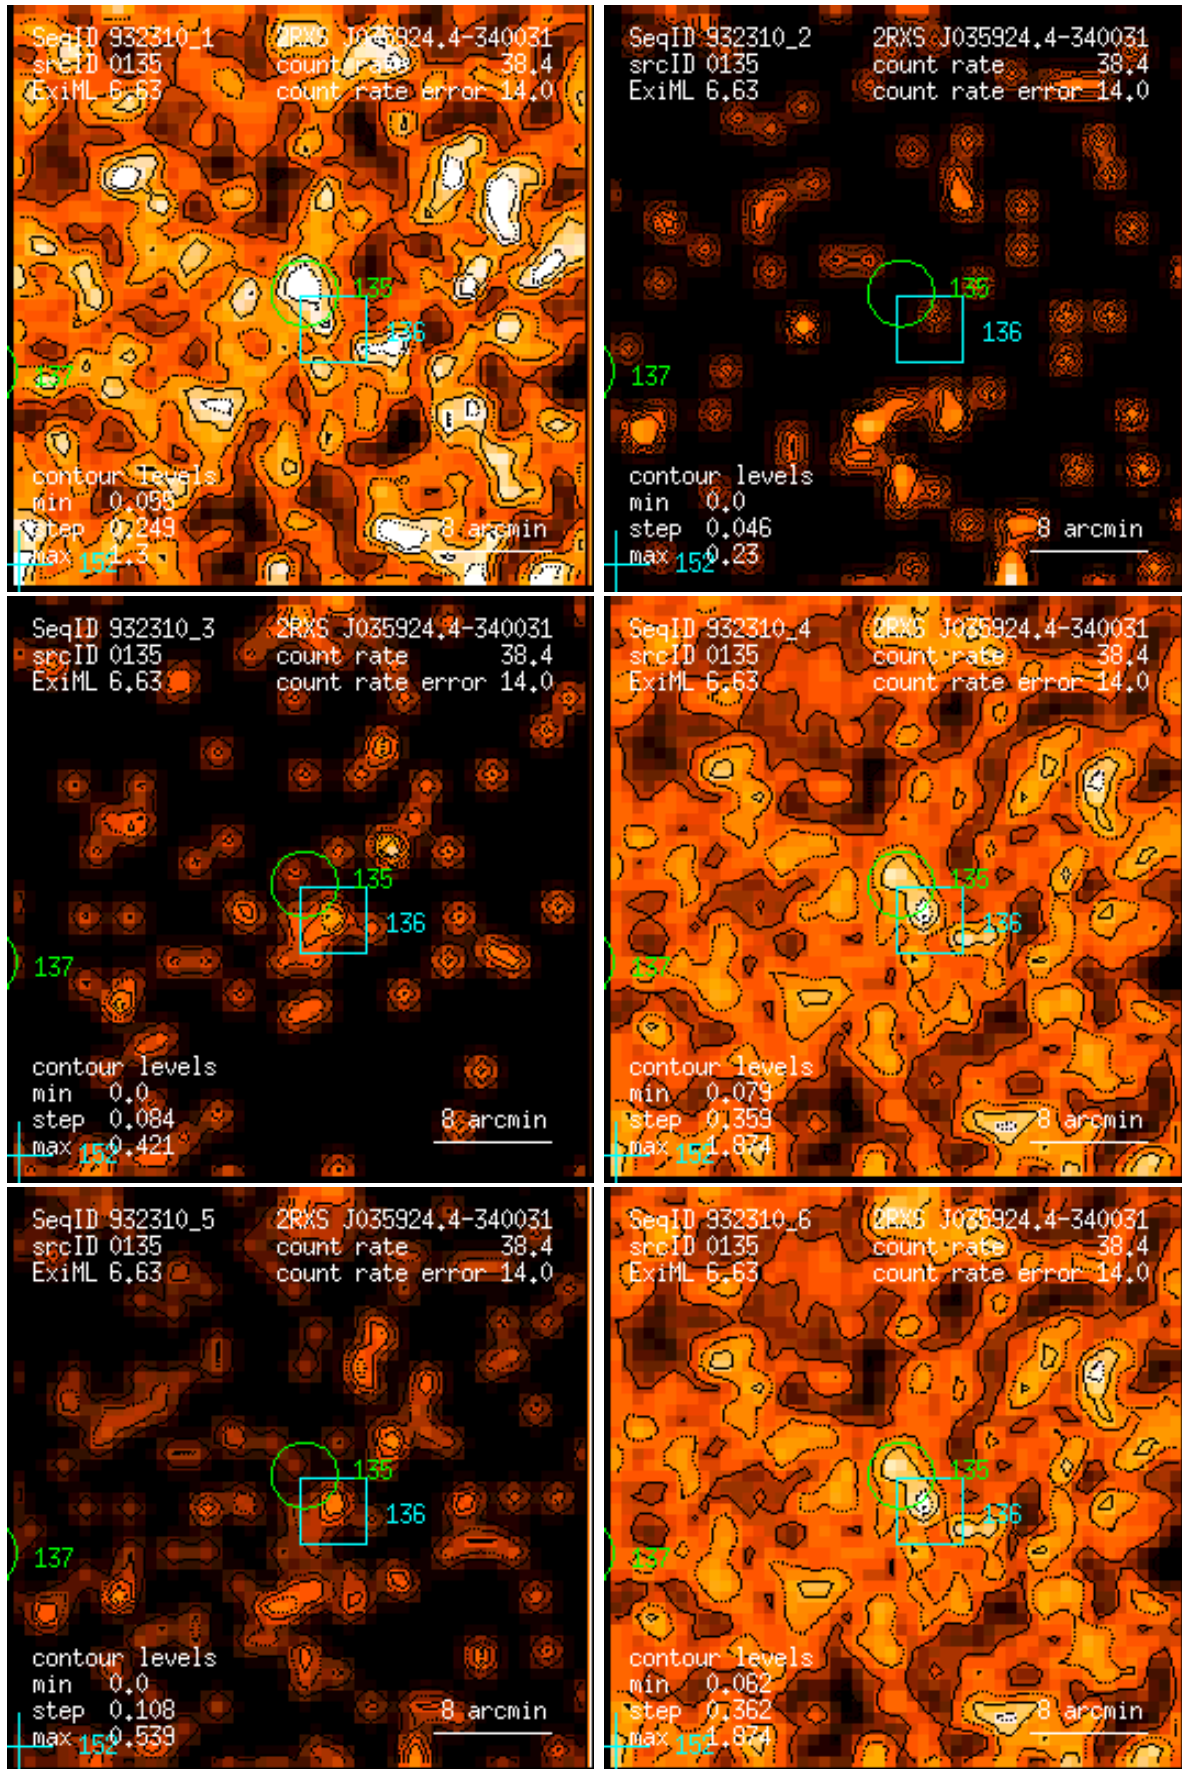 SeqID 932310_1 2RXS J035924.4-340031
srcID 0135 count rate 38.4
ExiML 6.63 count rate error 14.0
135
136
137
contour levels
min 0.055
step 0.249
max 1.3
152
8 arcmin
SeqID 932310_2 2RXS J035924.4-340031
srcID 0135 count rate 38.4
ExiML 6.63 count rate error 14.0
135
136
137
contour levels
min 0.0
step 0.046
max 0.23
152
8 arcmin
SeqID 932310_3 2RXS J035924.4-340031
srcID 0135 count rate 38.4
ExiML 6.63 count rate error 14.0
135
136
137
contour levels
min 0.0
step 0.084
max 0.421
152
8 arcmin
SeqID 932310_4 2RXS J035924.4-340031
srcID 0135 count rate 38.4
ExiML 6.63 count rate error 14.0
135
136
137
contour levels
min 0.079
step 0.359
max 1.874
152
8 arcmin
SeqID 932310_5 2RXS J035924.4-340031
srcID 0135 count rate 38.4
ExiML 6.63 count rate error 14.0
135
136
137
contour levels
min 0.0
step 0.108
max 0.539
152
8 arcmin
SeqID 932310_6 2RXS J035924.4-340031
srcID 0135 count rate 38.4
ExiML 6.63 count rate error 14.0
135
136
137
contour levels
min 0.062
step 0.362
max 1.874
152
8 arcmin